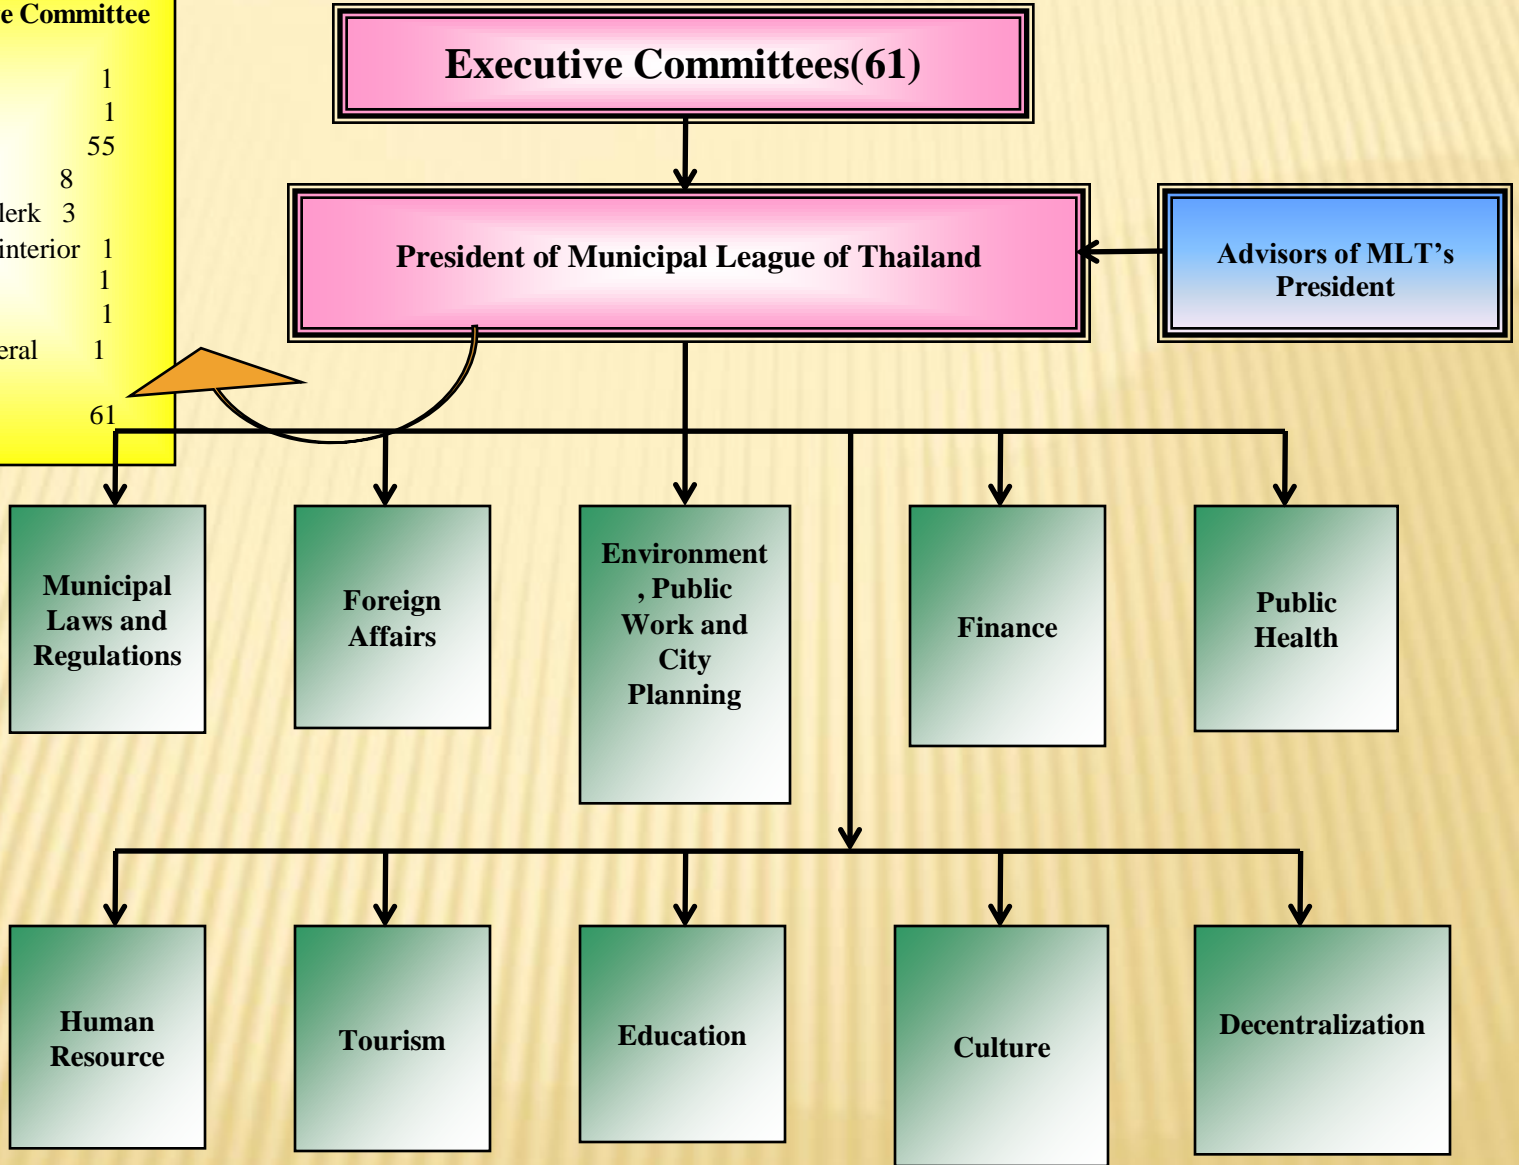 e Committee
1
1
55
8
lerk 3
interior 1
1
1
eral 1
61
Executive Committees(61)
President of Municipal League of Thailand
Advisors of MLT’s
President
Municipal
Laws and
Regulations
Foreign
Affairs
Environment
, Public
Work and
City
Planning
Finance
Public
Health
Human
Resource
Tourism
Education
Culture
Decentralization